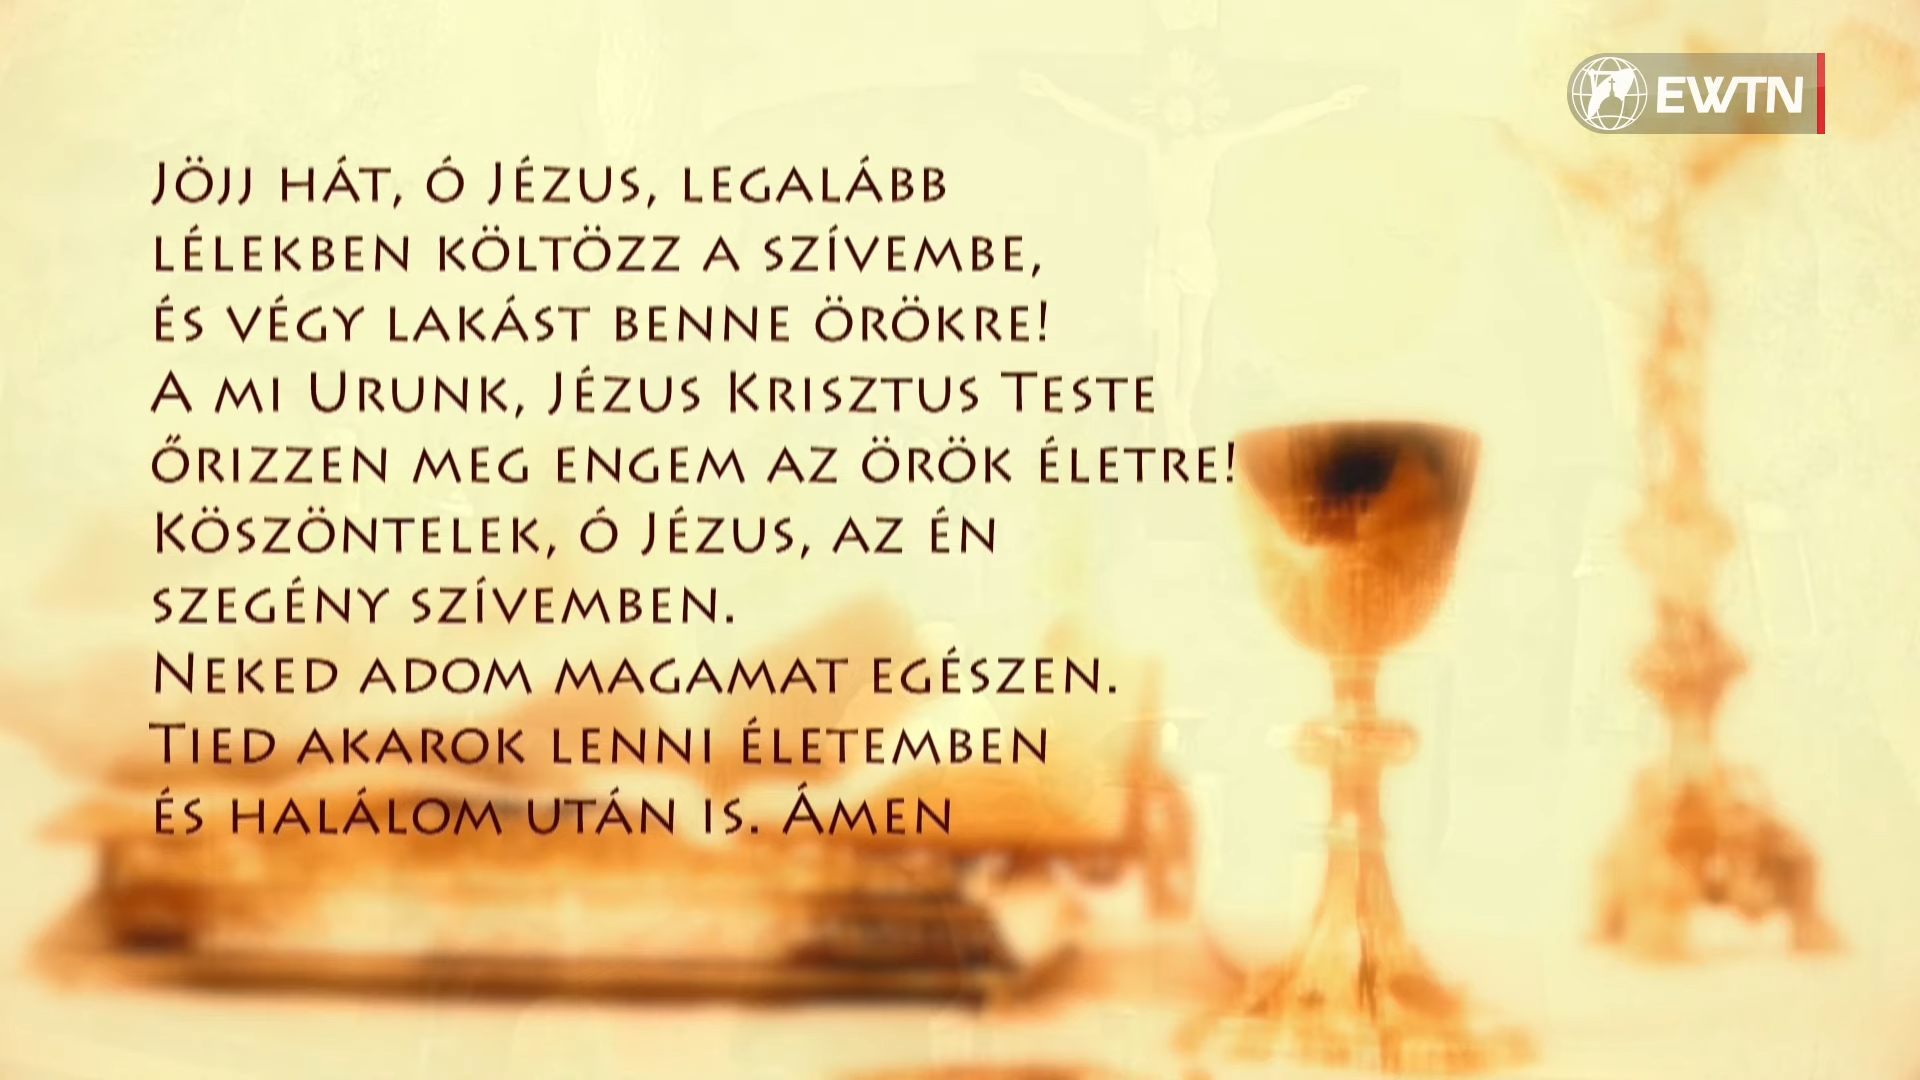 EWTN
Jöjj hát, ó Jézus, legalább
lélekben költözz a szívembe,
és végy lakást benne örökre!
A mi Urunk, Jézus Krisztus Teste
őrizzen meg engem az örök életre!
Köszöntelek, ó Jézus, az én
szegény szívemben.
Neked adom magamat egészen.
Tied akarok lenni életemben
és halálom után is. Ámen